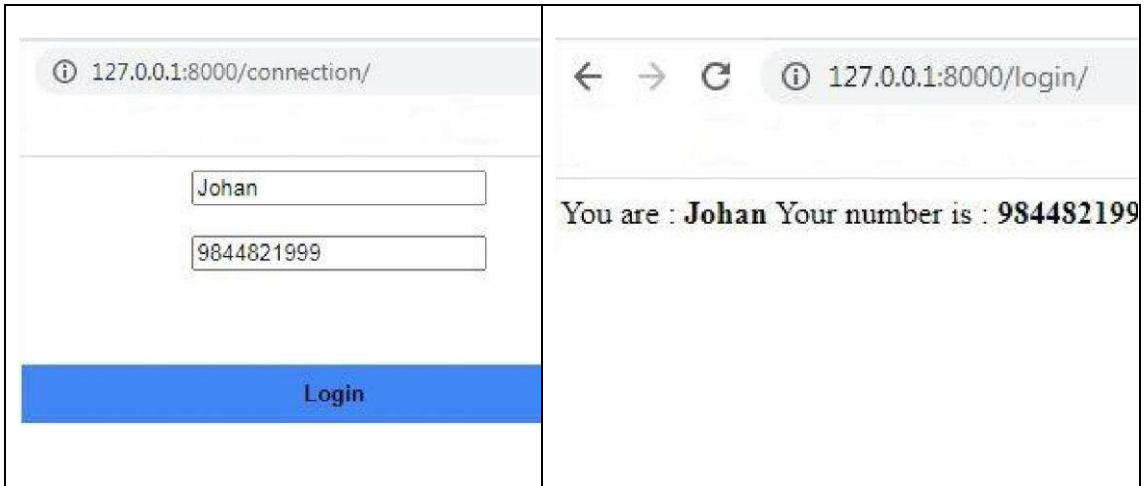 127.0.0.1:8000/connection/
Johan
9844821999
Login
127.0.0.1:8000/login/
You are : Johan Your number is : 984482199